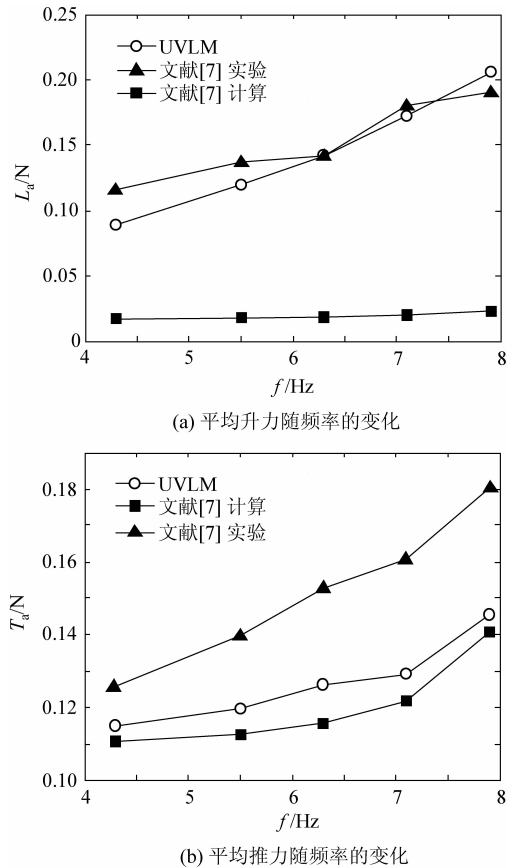 UVLM
文献[7] 实验
文献[7] 计算
0.25
0.20
0.15
0.10
0.05
0
Lₐ/N
4 5 6 7 8
f/Hz
(a) 平均升力随频率的变化
UVLM
文献[7] 计算
文献[7] 实验
0.18
0.16
0.14
0.12
0.10
Tₐ/N
4 5 6 7 8
f/Hz
(b) 平均推力随频率的变化